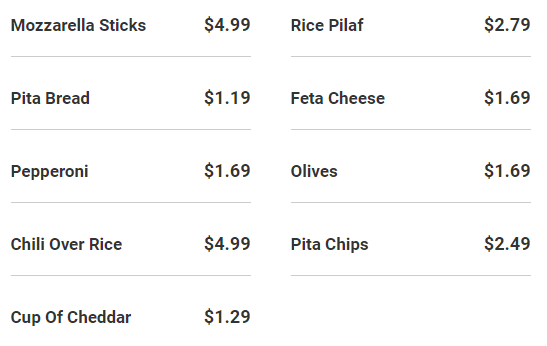 Mozzarella Sticks $4.99 Rice Pilaf $2.79
Pita Bread $1.19 Feta Cheese $1.69
Pepperoni $1.69 Olives $1.69
Chili Over Rice $4.99 Pita Chips $2.49
Cup Of Cheddar $1.29